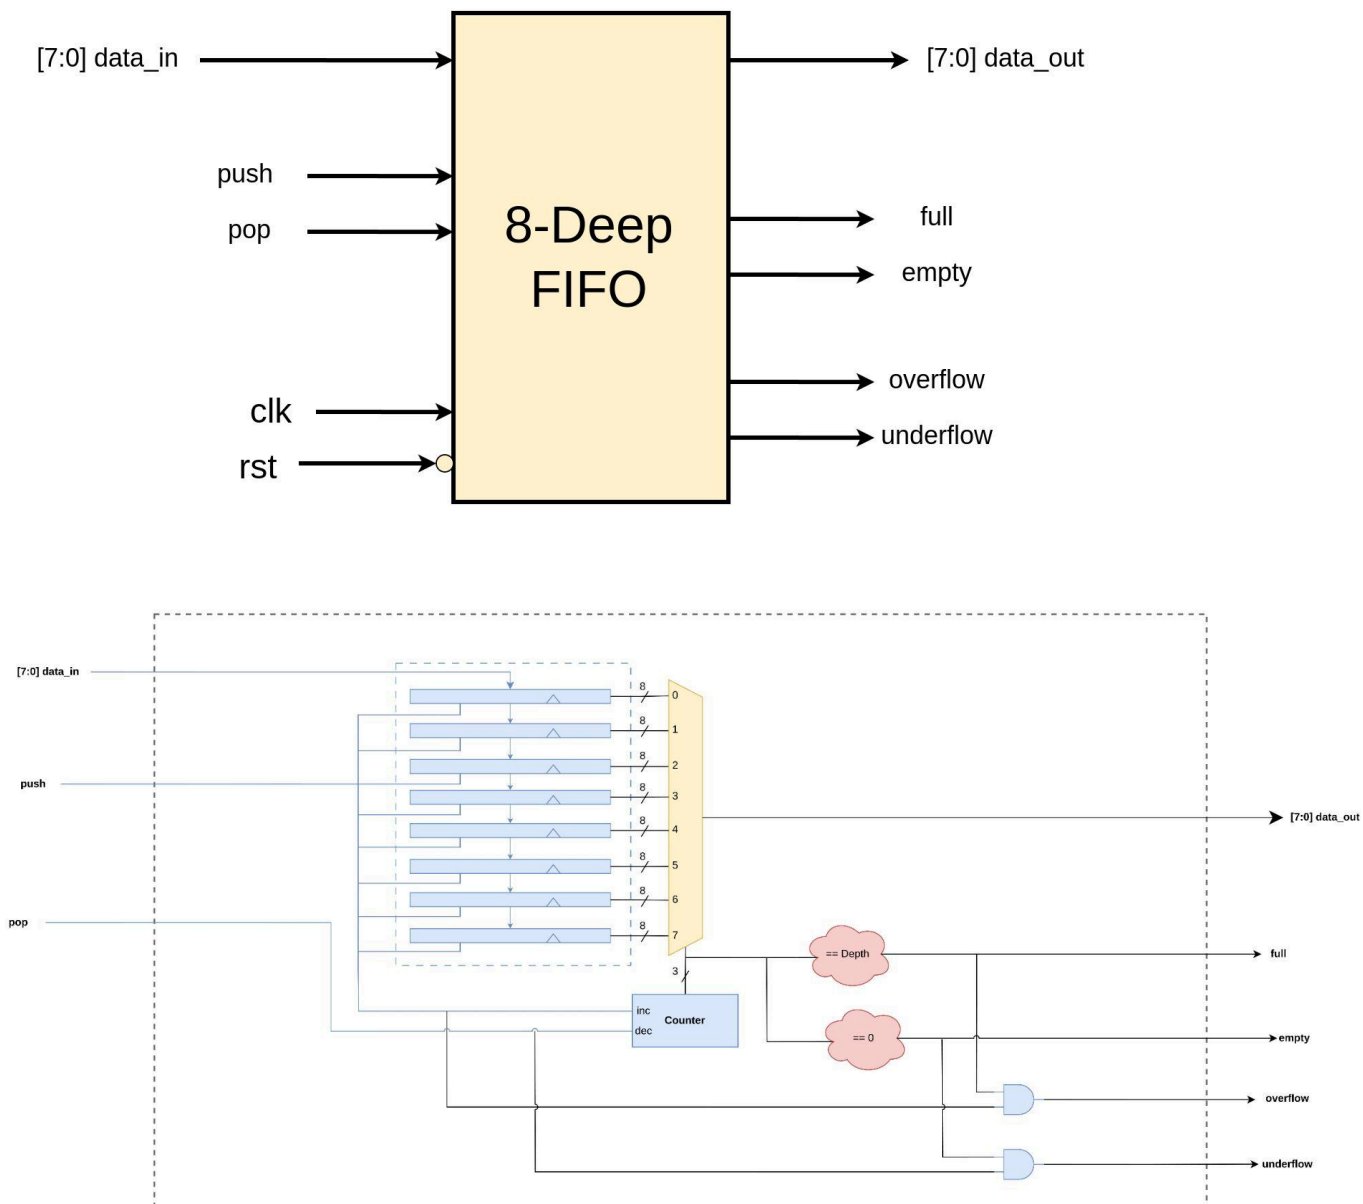 [7:0] data_in
[7:0] data_out
push
pop
8-Deep
FIFO
full
empty
overflow
underflow
clk
rst
[7:0] data_in
push
pop
8
0
8
1
8
2
8
3
8
4
8
5
8
6
8
7
3
inc
dec
Counter
== Depth
== 0
[7:0] data_out
full
empty
overflow
underflow